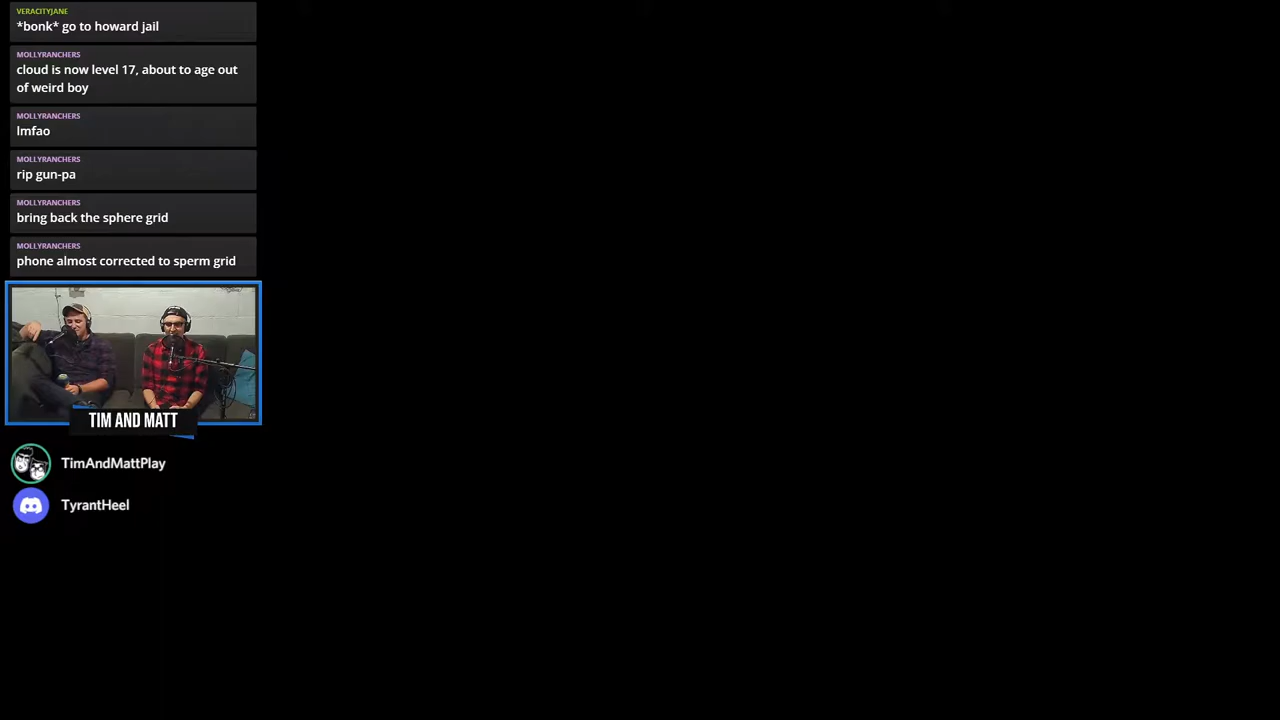 VERACITYJANE
*bonk* go to howard jail
MOLLYRANCHERS
cloud is now level 17, about to age out
of weird boy
MOLLYRANCHERS
lmfao
MOLLYRANCHERS
rip gun-pa
MOLLYRANCHERS
bring back the sphere grid
MOLLYRANCHERS
phone almost corrected to sperm grid
TIM AND MATT
TimAndMattPlay
TyrantHeel